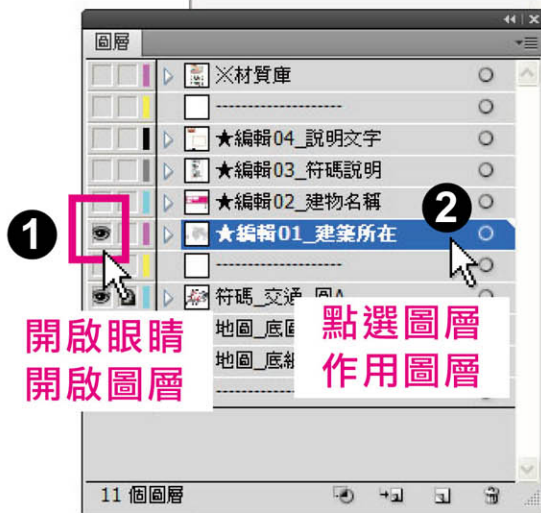 圖層
※材質庫
--------------------
★編輯04_說明文字
★編輯03_符碼說明
★編輯02_建物名稱
2
1
★編輯01_建築所在
--------------------
符碼_交通_圖A
開啟眼睛
開啟圖層
地圖_底
地圖_底
點選圖層
作用圖層
11 個圖層